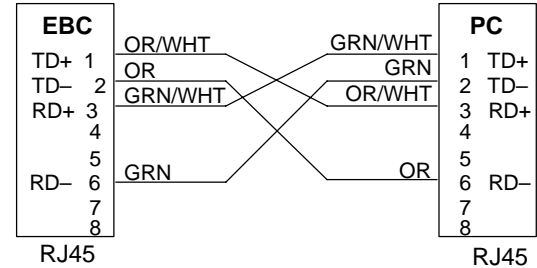 EBC
TD+ 1
TD– 2
RD+ 3
4
5
RD– 6
7
8
RJ45
OR/WHT
OR
GRN/WHT
GRN
GRN/WHT
GRN
OR/WHT
OR
PC
1 TD+
2 TD–
3 RD+
4
5
6 RD–
7
8
RJ45